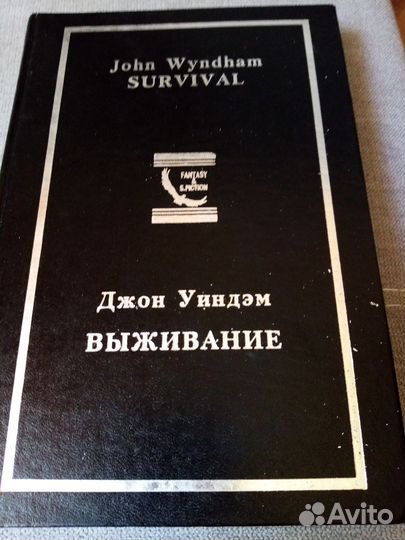 John Wyndham
SURVIVAL
FANTASY
&
S.FICTION
Джон Уиндэм
ВЫЖИВАНИЕ
Avito